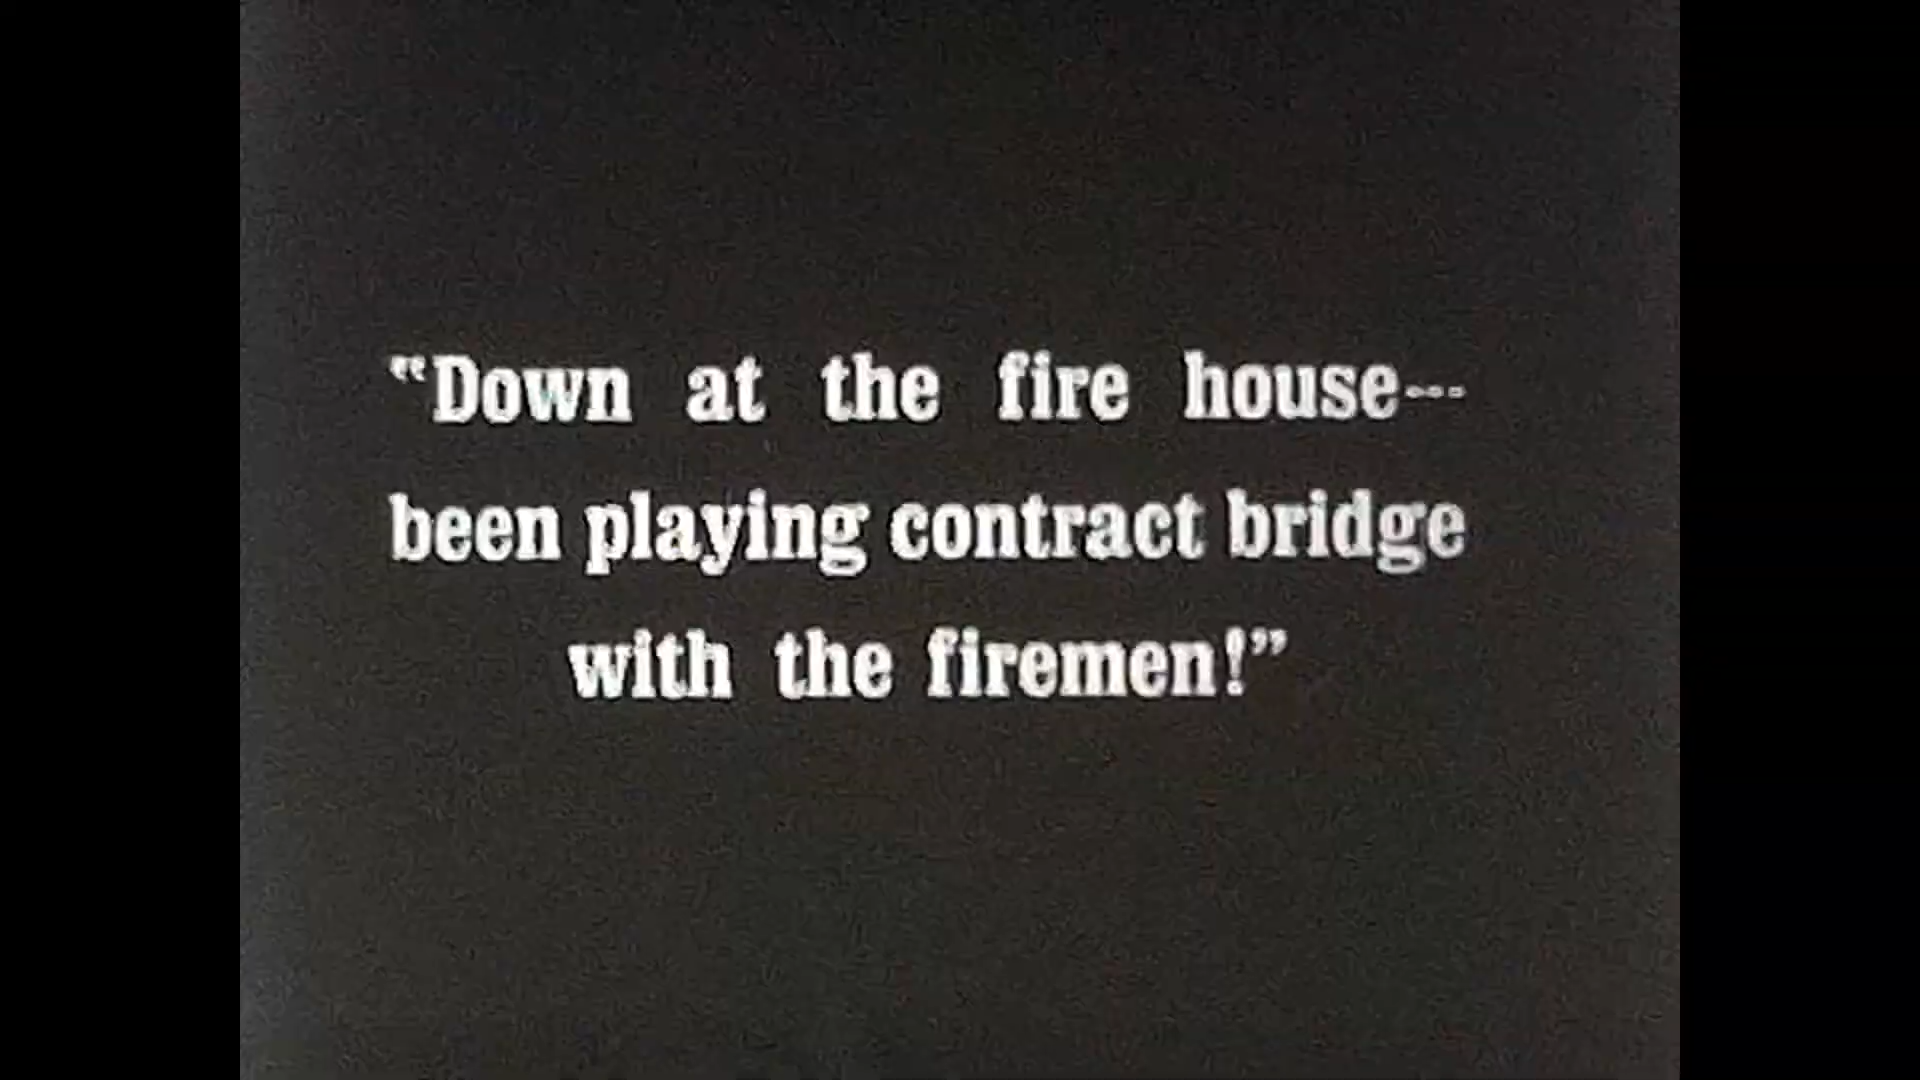 "Down at the fire house---
been playing contract bridge
with the firemen!"